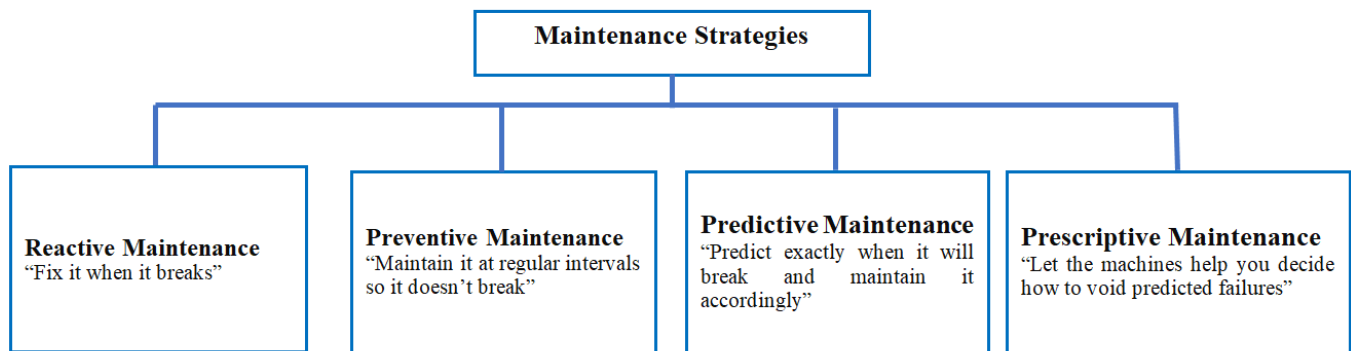 Maintenance Strategies
Reactive Maintenance
“Fix it when it breaks”
Preventive Maintenance
“Maintain it at regular intervals
so it doesn’t break”
Predictive Maintenance
“Predict exactly when it will
break and maintain it
accordingly”
Prescriptive Maintenance
“Let the machines help you decide
how to void predicted failures”